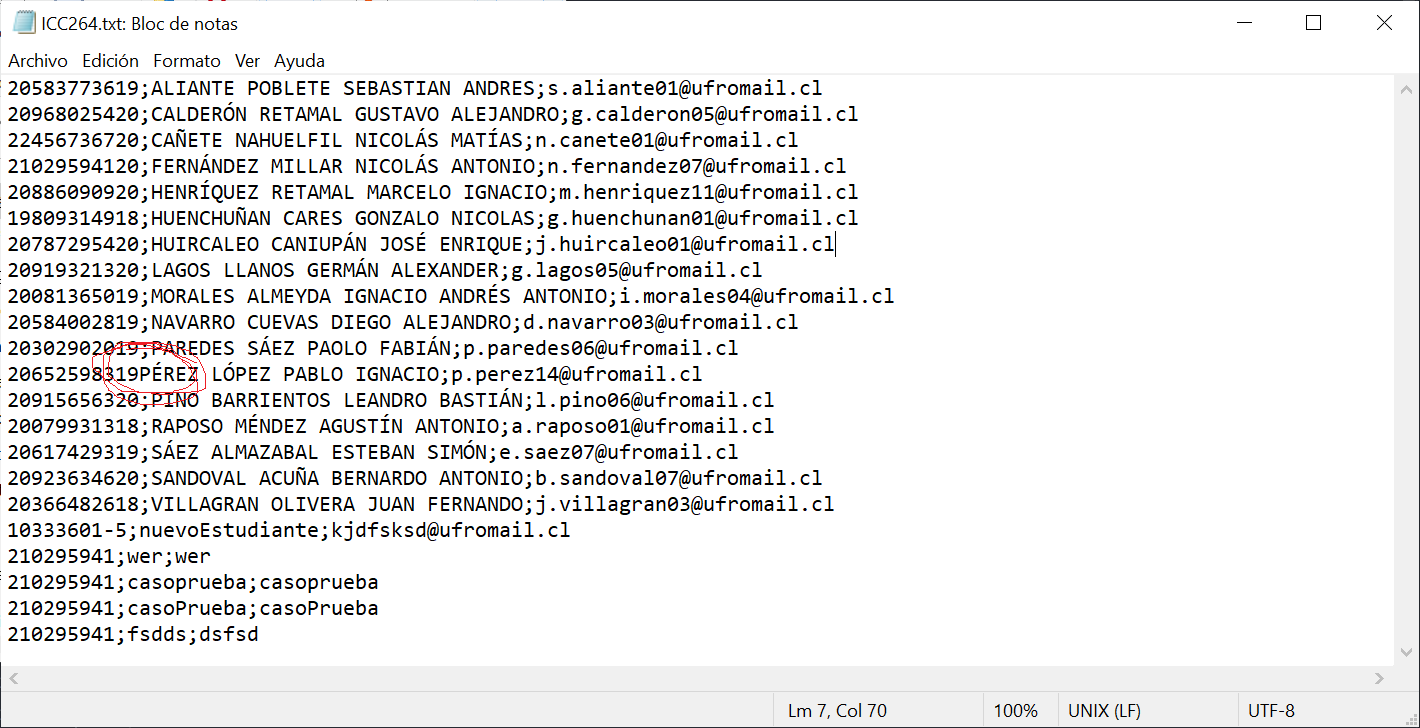 ICC264.txt: Bloc de notas
Archivo Edición Formato Ver Ayuda
20583773619;ALIANTE POBLETE SEBASTIAN ANDRES;s.aliante01@ufromail.cl
20968025420;CALDERÓN RETAMAL GUSTAVO ALEJANDRO;g.calderon05@ufromail.cl
22456736720;CAÑETE NAHUELFIL NICOLÁS MATÍAS;n.canete01@ufromail.cl
21029594120;FERNÁNDEZ MILLAR NICOLÁS ANTONIO;n.fernandez07@ufromail.cl
20886090920;HENRÍQUEZ RETAMAL MARCELO IGNACIO;m.henriquez11@ufromail.cl
19809314918;HUENCHUÑAN CARES GONZALO NICOLAS;g.huenchunan01@ufromail.cl
20787295420;HUIRCALEO CANIUPÁN JOSÉ ENRIQUE;j.huircaleo01@ufromail.cl
20919321320;LAGOS LLANOS GERMÁN ALEXANDER;g.lagos05@ufromail.cl
20081365019;MORALES ALMEYDA IGNACIO ANDRÉS ANTONIO;i.morales04@ufromail.cl
20584002819;NAVARRO CUEVAS DIEGO ALEJANDRO;d.navarro03@ufromail.cl
20302902019;PAREDES SÁEZ PAOLO FABIÁN;p.paredes06@ufromail.cl
20652598319PÉREZ LÓPEZ PABLO IGNACIO;p.perez14@ufromail.cl
20915656320;PINO BARRIENTOS LEANDRO BASTIÁN;l.pino06@ufromail.cl
20079931318;RAPOSO MÉNDEZ AGUSTÍN ANTONIO;a.raposo01@ufromail.cl
20617429319;SÁEZ ALMAZABAL ESTEBAN SIMÓN;e.saez07@ufromail.cl
20923634620;SANDOVAL ACUÑA BERNARDO ANTONIO;b.sandoval07@ufromail.cl
20366482618;VILLAGRAN OLIVERA JUAN FERNANDO;j.villagran03@ufromail.cl
10333601-5;nuevoEstudiante;kjdfsksd@ufromail.cl
210295941;wer;wer
210295941;casoprueba;casoprueba
210295941;casoPrueba;casoPrueba
210295941;fsdds;dsfsd
Lm 7, Col 70 100% UNIX (LF) UTF-8